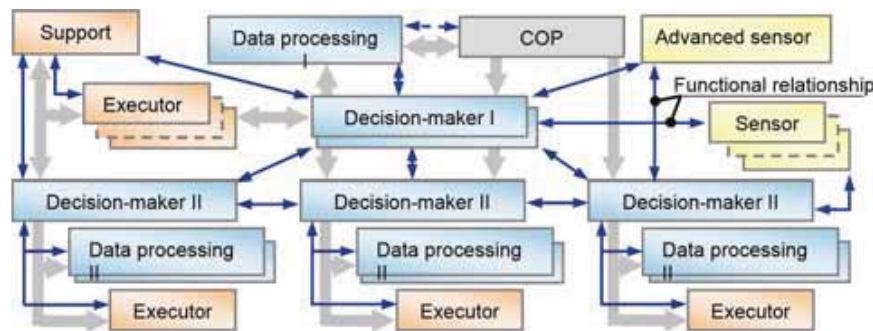 Support
Data processing
I
COP
Advanced sensor
Functional relationship
Executor
Decision-maker I
Sensor
Decision-maker II
Decision-maker II
Decision-maker II
Data processing
II
Data processing
II
Data processing
II
Executor
Executor
Executor